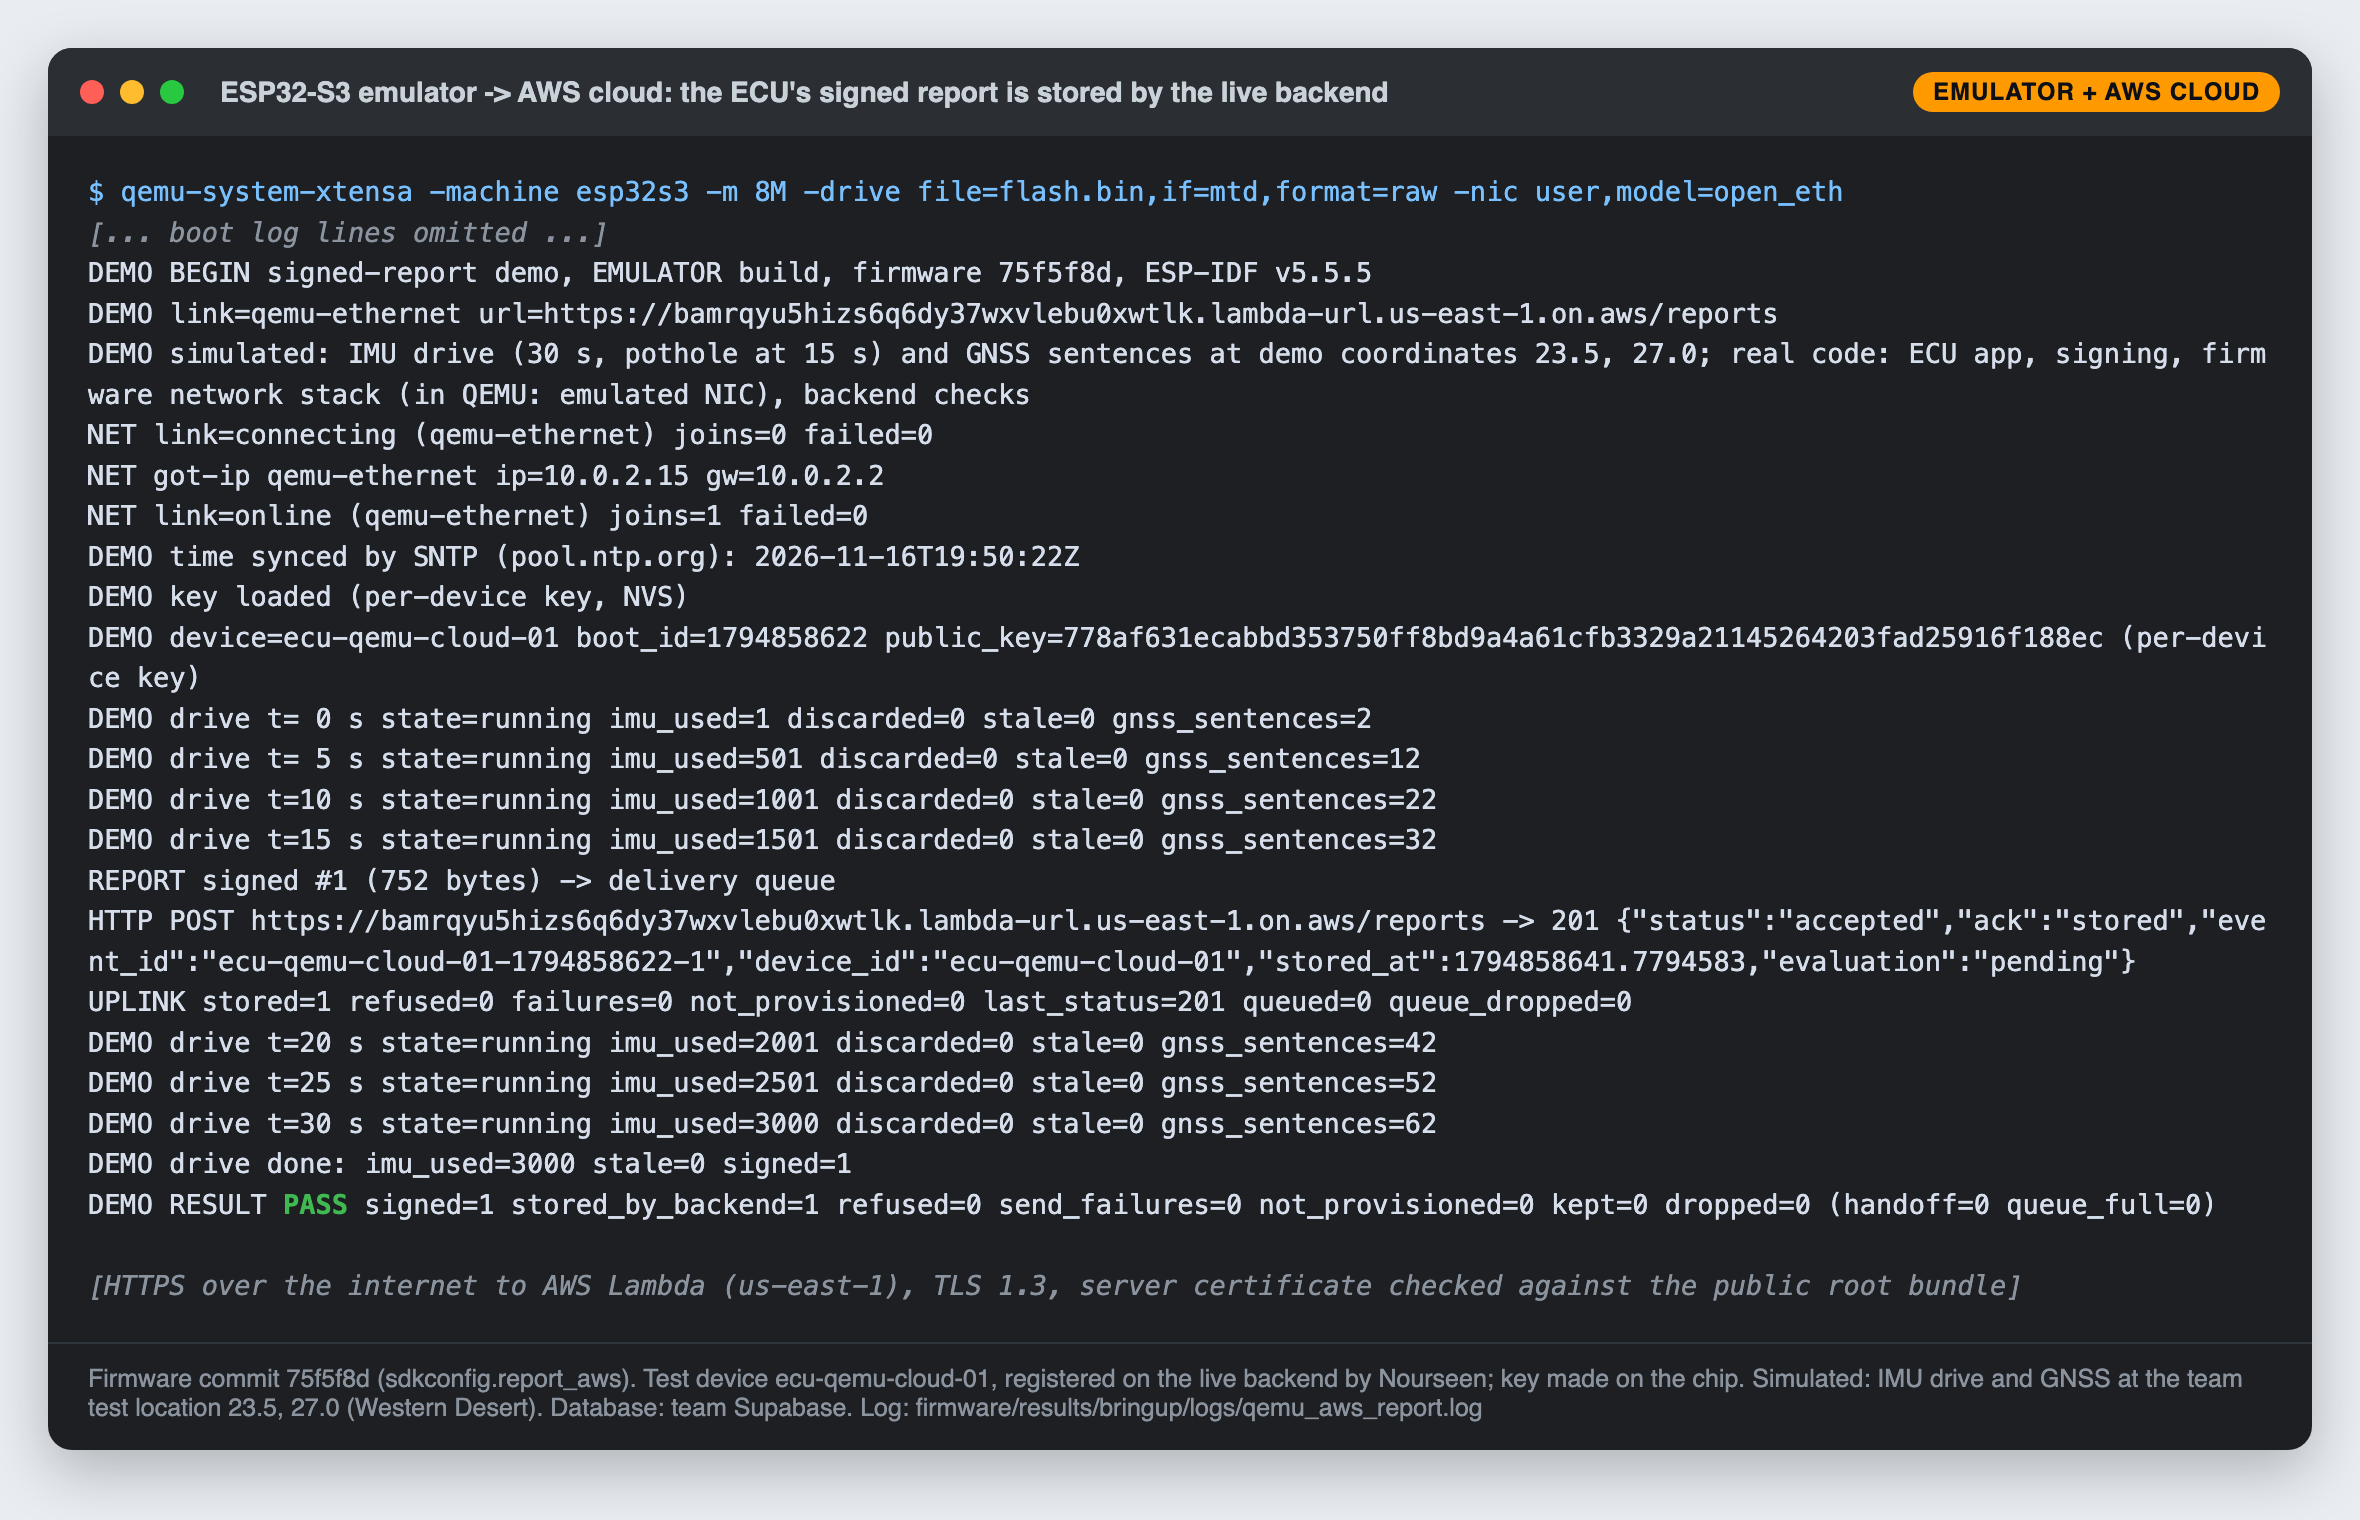 ESP32-S3 emulator -> AWS cloud: the ECU's signed report is stored by the live backend
EMULATOR + AWS CLOUD
$ qemu-system-xtensa -machine esp32s3 -m 8M -drive file=flash.bin,if=mtd,format=raw -nic user,model=open_eth
[... boot log lines omitted ...]
DEMO BEGIN signed-report demo, EMULATOR build, firmware 75f5f8d, ESP-IDF v5.5.5
DEMO link=qemu-ethernet url=https://bamrqyu5hizs6q6dy37wxvlebu0xwtlk.lambda-url.us-east-1.on.aws/reports
DEMO simulated: IMU drive (30 s, pothole at 15 s) and GNSS sentences at demo coordinates 23.5, 27.0; real code: ECU app, signing, firm
ware network stack (in QEMU: emulated NIC), backend checks
NET link=connecting (qemu-ethernet) joins=0 failed=0
NET got-ip qemu-ethernet ip=10.0.2.15 gw=10.0.2.2
NET link=online (qemu-ethernet) joins=1 failed=0
DEMO time synced by SNTP (pool.ntp.org): 2026-11-16T19:50:22Z
DEMO key loaded (per-device key, NVS)
DEMO device=ecu-qemu-cloud-01 boot_id=1794858622 public_key=778af631ecabbd353750ff8bd9a4a61cfb3329a21145264203fad25916f188ec (per-devi
ce key)
DEMO drive t= 0 s state=running imu_used=1 discarded=0 stale=0 gnss_sentences=2
DEMO drive t= 5 s state=running imu_used=501 discarded=0 stale=0 gnss_sentences=12
DEMO drive t=10 s state=running imu_used=1001 discarded=0 stale=0 gnss_sentences=22
DEMO drive t=15 s state=running imu_used=1501 discarded=0 stale=0 gnss_sentences=32
REPORT signed #1 (752 bytes) -> delivery queue
HTTP POST https://bamrqyu5hizs6q6dy37wxvlebu0xwtlk.lambda-url.us-east-1.on.aws/reports -> 201 {"status":"accepted","ack":"stored","eve
nt_id":"ecu-qemu-cloud-01-1794858622-1","device_id":"ecu-qemu-cloud-01","stored_at":1794858641.7794583,"evaluation":"pending"}
UPLINK stored=1 refused=0 failures=0 not_provisioned=0 last_status=201 queued=0 queue_dropped=0
DEMO drive t=20 s state=running imu_used=2001 discarded=0 stale=0 gnss_sentences=42
DEMO drive t=25 s state=running imu_used=2501 discarded=0 stale=0 gnss_sentences=52
DEMO drive t=30 s state=running imu_used=3000 discarded=0 stale=0 gnss_sentences=62
DEMO drive done: imu_used=3000 stale=0 signed=1
DEMO RESULT PASS signed=1 stored_by_backend=1 refused=0 send_failures=0 not_provisioned=0 kept=0 dropped=0 (handoff=0 queue_full=0)
[HTTPS over the internet to AWS Lambda (us-east-1), TLS 1.3, server certificate checked against the public root bundle]
Firmware commit 75f5f8d (sdkconfig.report_aws). Test device ecu-qemu-cloud-01, registered on the live backend by Nourseen; key made on the chip. Simulated: IMU drive and GNSS at the team
test location 23.5, 27.0 (Western Desert). Database: team Supabase. Log: firmware/results/bringup/logs/qemu_aws_report.log